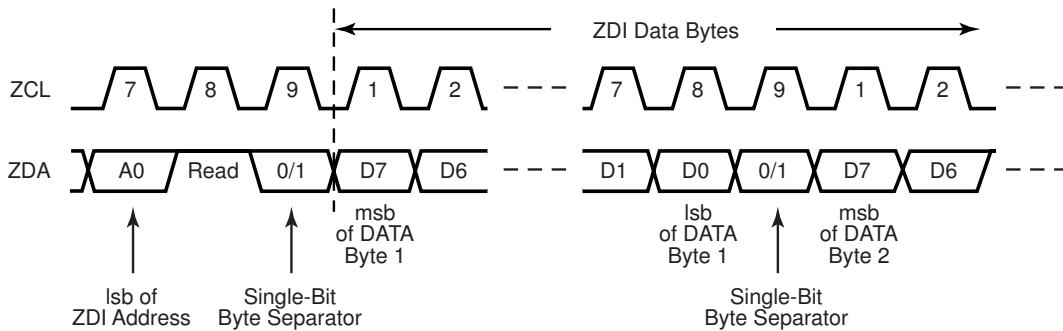 ZDI Data Bytes
ZCL 7 8 9 1 2 7 8 9 1 2
ZDA A0 Read 0/1 D7 D6 D1 D0 0/1 D7 D6
msb
of DATA
Byte 1
lsb
of DATA
Byte 1
msb
of DATA
Byte 2
lsb of
ZDI Address
Single-Bit
Byte Separator
Single-Bit
Byte Separator